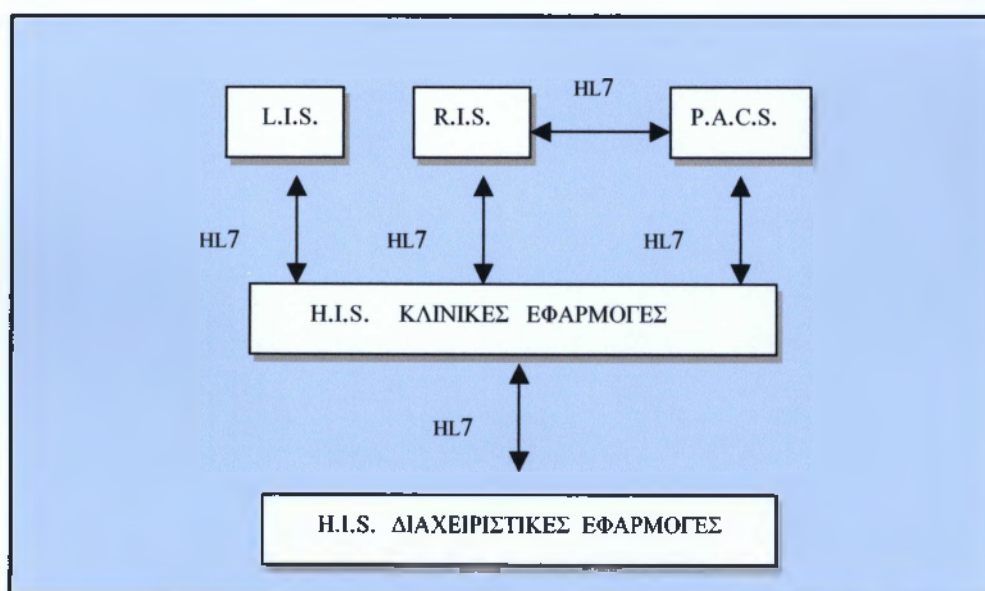 HL7
L.I.S. R.I.S. P.A.C.S.
HL7 HL7 HL7
H.I.S. ΚΛΙΝΙΚΕΣ ΕΦΑΡΜΟΓΕΣ
HL7
H.I.S. ΔΙΑΧΕΙΡΙΣΤΙΚΕΣ ΕΦΑΡΜΟΓΕΣ